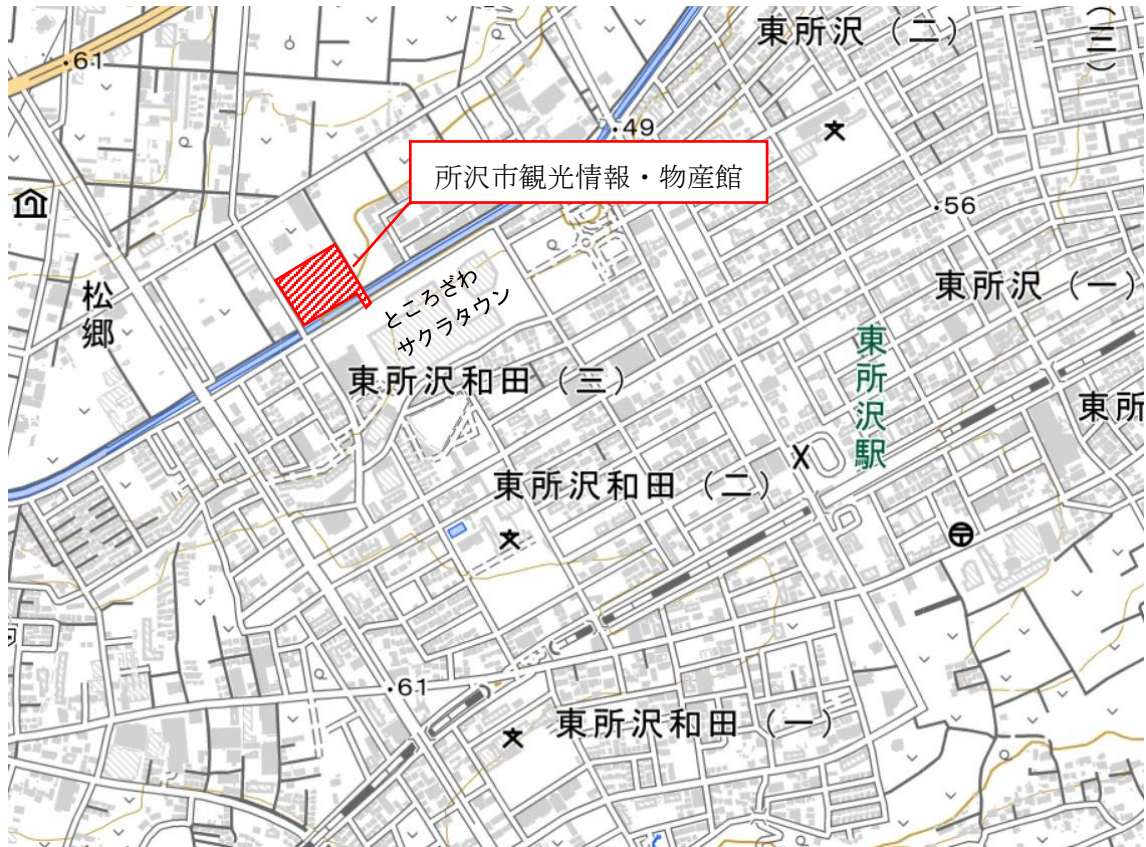 東所沢（二）
（三）
・61
・49
所沢市観光情報・物産館
・56
松郷
ところざわ
サクラタウン
東所沢（一）
東所沢和田（三）
東所沢駅
東所
東所沢和田（二）
・61
東所沢和田（一）